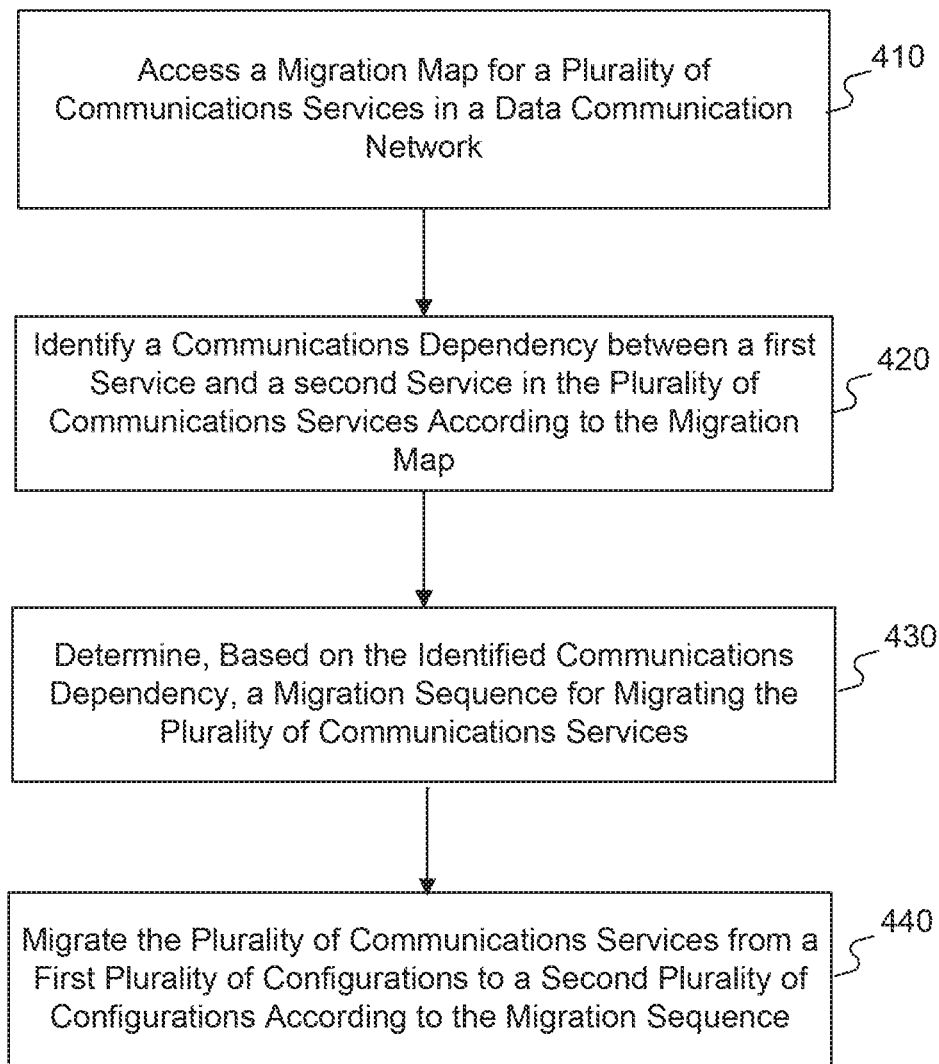 Access a Migration Map for a Plurality of
Communications Services in a Data Communication
Network
410
Identify a Communications Dependency between a first
Service and a second Service in the Plurality of
Communications Services According to the Migration
Map
420
Determine, Based on the Identified Communications
Dependency, a Migration Sequence for Migrating the
Plurality of Communications Services
430
Migrate the Plurality of Communications Services from a
First Plurality of Configurations to a Second Plurality of
Configurations According to the Migration Sequence
440